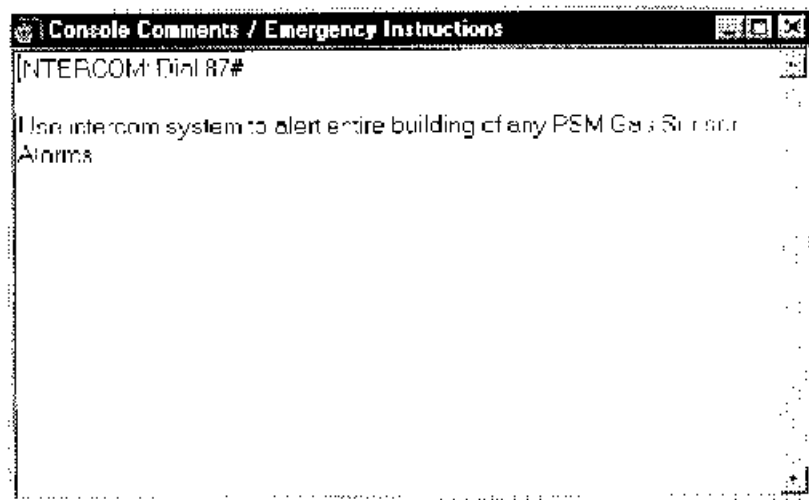 Console Comments / Emergency Instructions
INTERCOM: Dial 87#
Use intercom system to alert entire building of any PSM Gas Sensor
Alarms